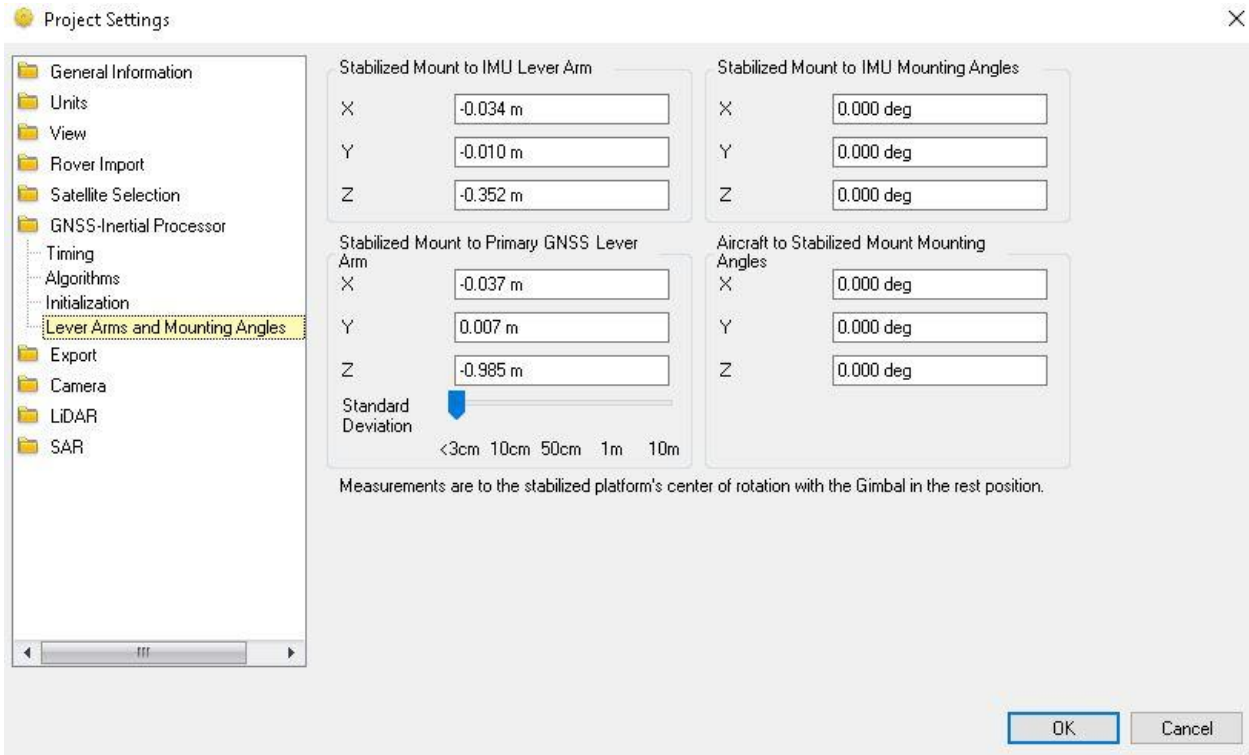 Project Settings
General Information
Units
View
Rover Import
Satellite Selection
GNSS-Inertial Processor
Timing
Algorithms
Initialization
Lever Arms and Mounting Angles
Export
Camera
LiDAR
SAR
Stabilized Mount to IMU Lever Arm
X -0.034 m
Y -0.010 m
Z -0.352 m
Stabilized Mount to IMU Mounting Angles
X 0.000 deg
Y 0.000 deg
Z 0.000 deg
Stabilized Mount to Primary GNSS Lever
Arm
X -0.037 m
Y 0.007 m
Z -0.985 m
Standard
Deviation
<3cm 10cm 50cm 1m 10m
Aircraft to Stabilized Mount Mounting
Angles
X 0.000 deg
Y 0.000 deg
Z 0.000 deg
Measurements are to the stabilized platform's center of rotation with the Gimbal in the rest position.
OK Cancel